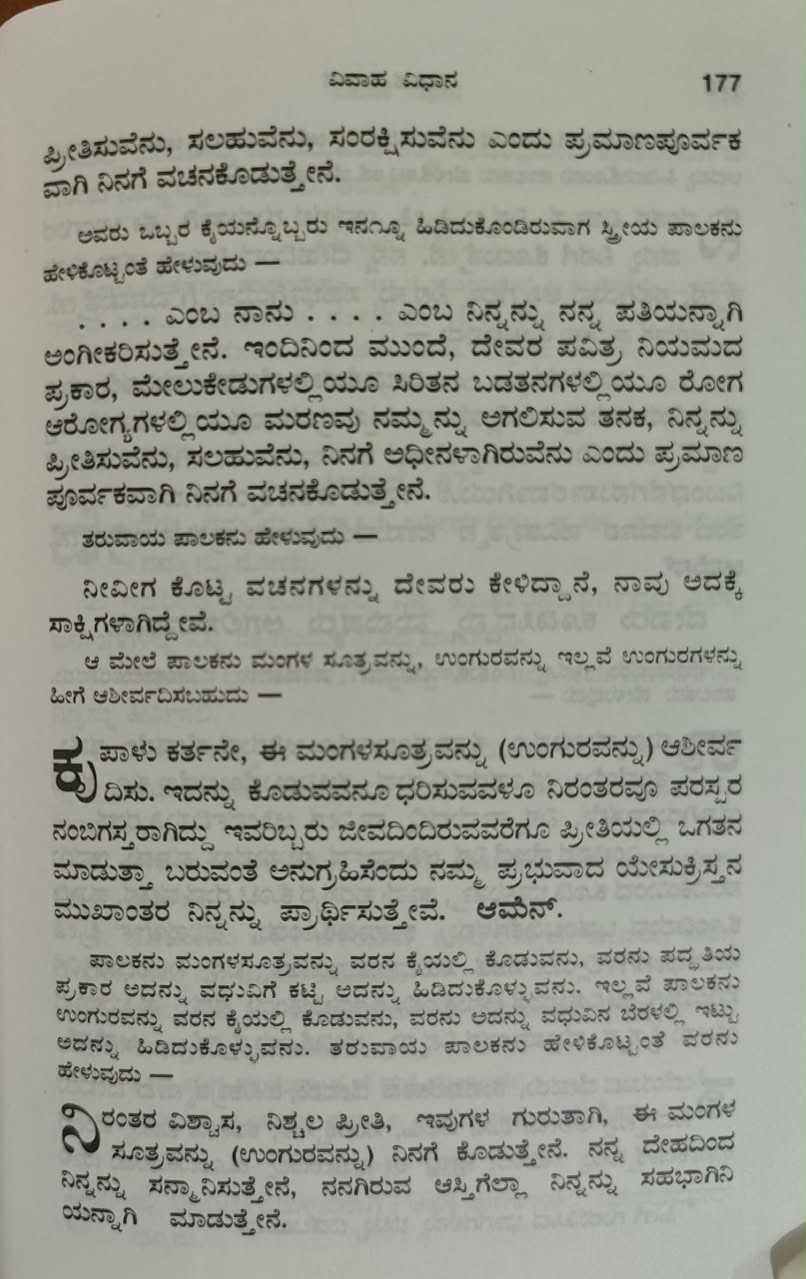 ವಿವಾಹ ವಿಧಾನ 177
ಪ್ರೀತಿಸುವೆನು, ಸಲಹುವೆನು, ಸಂರಕ್ಷಿಸುವೆನು ಎಂದು ಪ್ರಮಾಣಪೂರ್ವಕ
ವಾಗಿ ನಿನಗೆ ವಚನಕೊಡುತ್ತೇನೆ.
ಅವರು ಒಬ್ಬರ ಕೈಯನ್ನೊಬ್ಬರು ಇನ್ನೂ ಹಿಡಿದುಕೊಂಡಿರುವಾಗ ಸ್ತ್ರೀಯ ಪಾಲಕನು
ಹೇಳಿಕೊಟ್ಟಂತೆ ಹೇಳುವುದು —
. . . . ಎಂಬ ನಾನು . . . . ಎಂಬ ನಿನ್ನನ್ನು ನನ್ನ ಪತಿಯನ್ನಾಗಿ
ಅಂಗೀಕರಿಸುತ್ತೇನೆ. ಇಂದಿನಿಂದ ಮುಂದೆ, ದೇವರ ಪವಿತ್ರ ನಿಯಮದ
ಪ್ರಕಾರ, ಮೇಲುಕೇಡುಗಳಲ್ಲಿಯೂ ಸಿರಿತನ ಬಡತನಗಳಲ್ಲಿಯೂ ರೋಗ
ಆರೋಗ್ಯಗಳಲ್ಲಿಯೂ ಮರಣವು ನಮ್ಮನ್ನು ಅಗಲಿಸುವ ತನಕ, ನಿನ್ನನ್ನು
ಪ್ರೀತಿಸುವೆನು, ಸಲಹುವೆನು, ನಿನಗೆ ಅಧೀನಳಾಗಿರುವೆನು ಎಂದು ಪ್ರಮಾಣ
ಪೂರ್ವಕವಾಗಿ ನಿನಗೆ ವಚನಕೊಡುತ್ತೇನೆ.
ತರುವಾಯ ಪಾಲಕನು ಹೇಳುವುದು —
ನೀವೀಗ ಕೊಟ್ಟ ವಚನಗಳನ್ನು ದೇವರು ಕೇಳಿದ್ದಾನೆ, ನಾವು ಅದಕ್ಕೆ
ಸಾಕ್ಷಿಗಳಾಗಿದ್ದೇವೆ.
ಆ ಮೇಲೆ ಪಾಲಕನು ಮಂಗಳ ಸೂತ್ರವನ್ನು, ಉಂಗುರವನ್ನು ಇಲ್ಲವೆ ಉಂಗುರಗಳನ್ನು
ಹೀಗೆ ಆಶೀರ್ವದಿಸಬಹುದು —
ಕೃಪಾಳು ಕರ್ತನೇ, ಈ ಮಂಗಳಸೂತ್ರವನ್ನು (ಉಂಗುರವನ್ನು) ಆಶೀರ್ವ
ದಿಸು. ಇದನ್ನು ಕೊಡುವವನೂ ಧರಿಸುವವಳೂ ನಿರಂತರವೂ ಪರಸ್ಪರ
ನಂಬಿಗಸ್ತರಾಗಿದ್ದು ಇವರಿಬ್ಬರು ಜೀವದಿಂದಿರುವವರೆಗೂ ಪ್ರೀತಿಯಲ್ಲಿ ಒಗತನ
ಮಾಡುತ್ತಾ ಬರುವಂತೆ ಅನುಗ್ರಹಿಸೆಂದು ನಮ್ಮ ಪ್ರಭುವಾದ ಯೇಸುಕ್ರಿಸ್ತನ
ಮುಖಾಂತರ ನಿನ್ನನ್ನು ಪ್ರಾರ್ಥಿಸುತ್ತೇವೆ. ಆಮೆನ್.
ಪಾಲಕನು ಮಂಗಳಸೂತ್ರವನ್ನು ವರನ ಕೈಯಲ್ಲಿ ಕೊಡುವನು, ವರನು ಪದ್ಧತಿಯ
ಪ್ರಕಾರ ಅದನ್ನು ವಧುವಿಗೆ ಕಟ್ಟಿ ಅದನ್ನು ಹಿಡಿದುಕೊಳ್ಳುವನು. ಇಲ್ಲವೆ ಪಾಲಕನು
ಉಂಗುರವನ್ನು ವರನ ಕೈಯಲ್ಲಿ ಕೊಡುವನು, ವರನು ಅದನ್ನು ವಧುವಿನ ಬೆರಳಲ್ಲಿ ಇಟ್ಟು
ಅದನ್ನು ಹಿಡಿದುಕೊಳ್ಳುವನು. ತರುವಾಯ ಪಾಲಕನು ಹೇಳಿಕೊಟ್ಟಂತೆ ವರನು
ಹೇಳುವುದು —
ನಿರಂತರ ವಿಶ್ವಾಸ, ನಿಶ್ಚಲ ಪ್ರೀತಿ, ಇವುಗಳ ಗುರುತಾಗಿ, ಈ ಮಂಗಳ
ಸೂತ್ರವನ್ನು (ಉಂಗುರವನ್ನು) ನಿನಗೆ ಕೊಡುತ್ತೇನೆ. ನನ್ನ ದೇಹದಿಂದ
ನಿನ್ನನ್ನು ಸನ್ಮಾನಿಸುತ್ತೇನೆ, ನನಗಿರುವ ಆಸ್ತಿಗೆಲ್ಲಾ ನಿನ್ನನ್ನು ಸಹಭಾಗಿನಿ
ಯನ್ನಾಗಿ ಮಾಡುತ್ತೇನೆ.